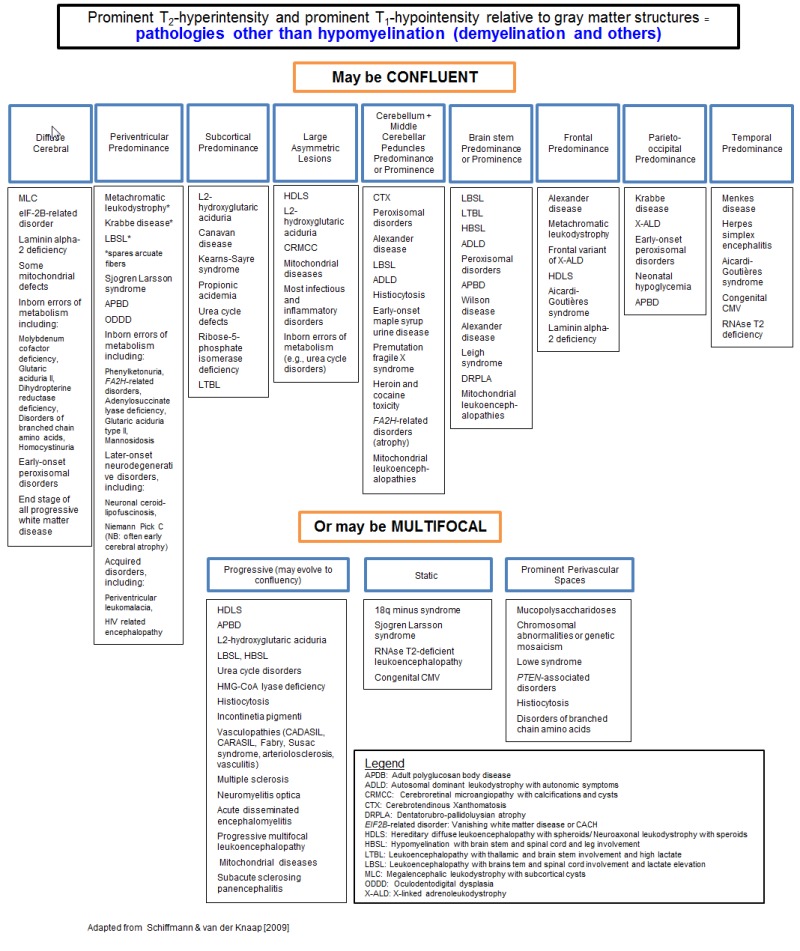 Prominent T2-hyperintensity and prominent T1-hypointensity relative to gray matter structures =
pathologies other than hypomyelination (demyelination and others)
May be CONFLUENT
Diffuse
Cerebral
MLC
eIF-2B-related
disorder
Laminin alpha-
2 deficiency
Some
mitochondrial
defects
Inborn errors of
metabolism
including:
Molybdenum
cofactor
deficiency,
Glutaric
aciduria II,
Dihydropterine
reductase
deficiency,
Disorders of
branched chain
amino acids,
Homocystinuria
Early-onset
peroxisomal
disorders
End stage of
all progressive
white matter
disease
Periventricular
Predominance
Metachromatic
leukodystrophy*
Krabbe disease*
LBSL*
*spares arcuate
fibers
Sjogren Larsson
syndrome
APBD
ODDD
Inborn errors of
metabolism
including:
Phenylketonuria,
FA2H-related
disorders,
Adenylosuccinate
lyase deficiency,
Glutaric aciduria
type II,
Mannosidosis
Later-onset
neurodegenerati
ve disorders,
including:
Neuronal ceroid-
lipofuscinosis,
Niemann Pick C
(NB: often early
cerebral atrophy)
Acquired
disorders,
including:
Periventricular
leukomalacia,
HIV related
encephalopathy
Subcortical
Predominance
L2-
hydroxyglutaric
aciduria
Canavan
disease
Kearns-Sayre
syndrome
Propionic
acidemia
Urea cycle
defects
Ribose-5-
phosphate
isomerase
deficiency
LTBL
Large
Asymmetric
Lesions
HDLS
L2-
hydroxyglutaric
aciduria
CRMCC
Mitochondrial
diseases
Most infectious
and
inflammatory
disorders
Inborn errors of
metabolism
(e.g., urea cycle
disorders)
Cerebellum +
Middle
Cerebellar
Peduncles
Predominance
or Prominence
CTX
Peroxisomal
disorders
Alexander
disease
LBSL
ADLD
Histiocytosis
Early-onset
maple syrup
urine disease
Premutation
fragile X
syndrome
Heroin and
cocaine
toxicity
FA2H-related
disorders
(atrophy)
Mitochondrial
leukoenceph-
alopathies
Brain stem
Predominance
or Prominence
LBSL
LTBL
HBSL
ADLD
Peroxisomal
disorders
APBD
Wilson
disease
Alexander
disease
Leigh
syndrome
DRPLA
Mitochondrial
leukoenceph-
alopathies
Frontal
Predominance
Alexander
disease
Metachromatic
leukodystrophy
Frontal variant
of X-ALD
HDLS
Aicardi-
Goutières
syndrome
Laminin alpha-
2 deficiency
Parieto-
occipital
Predominance
Krabbe
disease
X-ALD
Early-onset
peroxisomal
disorders
Neonatal
hypoglycemia
APBD
Temporal
Predominance
Menkes
disease
Herpes
simplex
encephalitis
Aicardi-
Goutières
syndrome
Congenital
CMV
RNAse T2
deficiency
Or may be MULTIFOCAL
Progressive (may evolve to
confluency)
HDLS
APBD
L2-hydroxyglutaric aciduria
LBSL, HBSL
Urea cycle disorders
HMG-CoA lyase deficiency
Histiocytosis
Incontinetia pigmenti
Vasculopathies (CADASIL,
CARASIL, Fabry, Susac
syndrome, arteriolosclerosis,
vasculitis)
Multiple sclerosis
Neuromyelitis optica
Acute disseminated
encephalomyelitis
Progressive multifocal
leukoencephalopathy
Mitochondrial diseases
Subacute sclerosing
panencephalitis
Static
18q minus syndrome
Sjogren Larsson
syndrome
RNAse T2-deficient
leukoencephalopathy
Congenital CMV
Prominent Perivascular
Spaces
Mucopolysaccharidoses
Chromosomal
abnormalities or genetic
mosaicism
Lowe syndrome
PTEN-associated
disorders
Histiocytosis
Disorders of branched
chain amino acids
Legend
APDB: Adult polyglucosan body disease
ADLD: Autosomal dominant leukodystrophy with autonomic symptoms
CRMCC: Cerebroretinal microangiopathy with calcifications and cysts
CTX: Cerebrotendinous Xanthomatosis
DRPLA: Dentatorubro-pallidoluysian atrophy
EIF2B-related disorder: Vanishing white matter disease or CACH
HDLS: Hereditary diffuse leukoencephalopathy with spheroids/ Neuroaxonal leukodystrophy with speroids
HBSL: Hypomyelination with brain stem and spinal cord and leg involvement
LTBL: Leukoencephalopathy with thallamic and brain stem involvement and high lactate
LBSL: Leukoencephalopathy with brains tem and spinal cord involvement and lactate elevation
MLC: Megalencephalic leukodystrophy with subcortical cysts
ODDD: Oculodentodigital dysplasia
X-ALD: X-linked adrenoleukodystrophy
Adapted from Schiffmann & van der Knaap [2009]